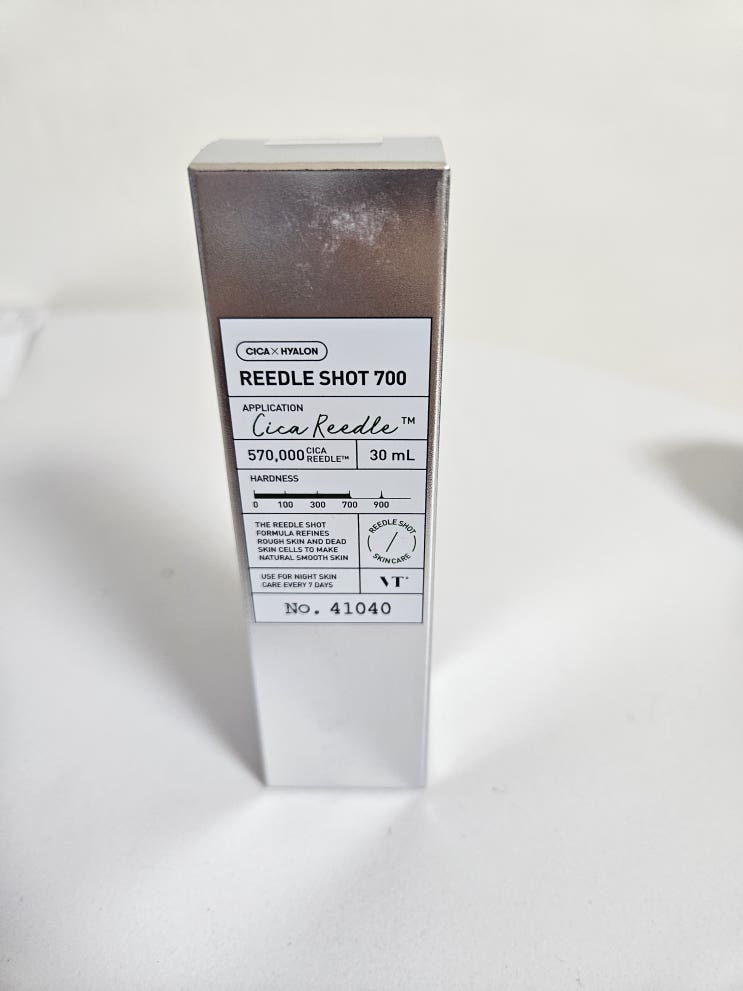 CICA×HYALON
REEDLE SHOT 700
APPLICATION
Cica Reedle™
570,000 CICA REEDLE™
30 mL
HARDNESS
0 100 300 700 900
THE REEDLE SHOT
FORMULA REFINES
ROUGH SKIN AND DEAD
SKIN CELLS TO MAKE
NATURAL SMOOTH SKIN
REEDLE SHOT
SKINCARE
USE FOR NIGHT SKIN
CARE EVERY 7 DAYS
VT
No. 41040